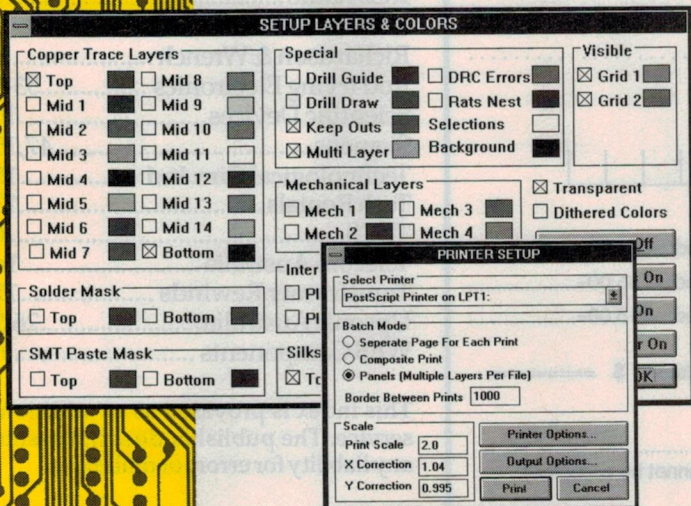 SETUP LAYERS & COLORS
Copper Trace Layers
Top
Mid 1
Mid 2
Mid 3
Mid 4
Mid 5
Mid 6
Mid 7
Mid 8
Mid 9
Mid 10
Mid 11
Mid 12
Mid 13
Mid 14
Bottom
Solder Mask
Top
Bottom
SMT Paste Mask
Top
Bottom
Special
Drill Guide
Drill Draw
Keep Outs
Multi Layer
DRC Errors
Rats Nest
Selections
Background
Visible
Grid 1
Grid 2
Mechanical Layers
Mech 1
Mech 2
Mech 3
Mech 4
Transparent
Dithered Colors
Off
On
On
On
OK
PRINTER SETUP
Select Printer
PostScript Printer on LPT1:
Batch Mode
Seperate Page For Each Print
Composite Print
Panels (Multiple Layers Per File)
Border Between Prints 1000
Scale
Print Scale 2.0
X Correction 1.04
Y Correction 0.995
Printer Options...
Output Options...
Print
Cancel